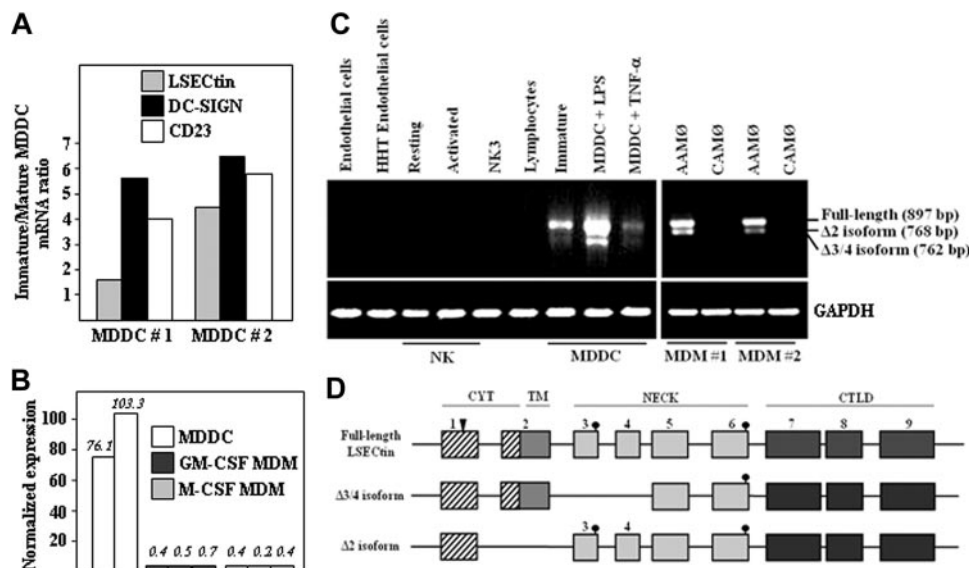 A
LSECtin
DC-SIGN
CD23
Immature/Mature MDDC
mRNA ratio
7
6
5
4
3
2
1
MDDC # 1
MDDC # 2
B
Normalized expression
100
80
60
40
20
76.1
103.3
MDDC
GM-CSF MDM
M-CSF MDM
0.4 0.5 0.7 0.4 0.2 0.4
C
Endothelial cells
HHT Endothelial cells
Resting
Activated
NK3
Lymphocytes
Immature
MDDC + LPS
MDDC + TNF-α
AAMØ
CAMØ
AAMØ
CAMØ
Full-length (897 bp)
Δ2 isoform (768 bp)
Δ3/4 isoform (762 bp)
GAPDH
NK
MDDC
MDM #1
MDM #2
D
CYT TM NECK CTLD
1 2 3 4 5 6 7 8 9
Full-length
LSECtin
Δ3/4 isoform
3 4
Δ2 isoform